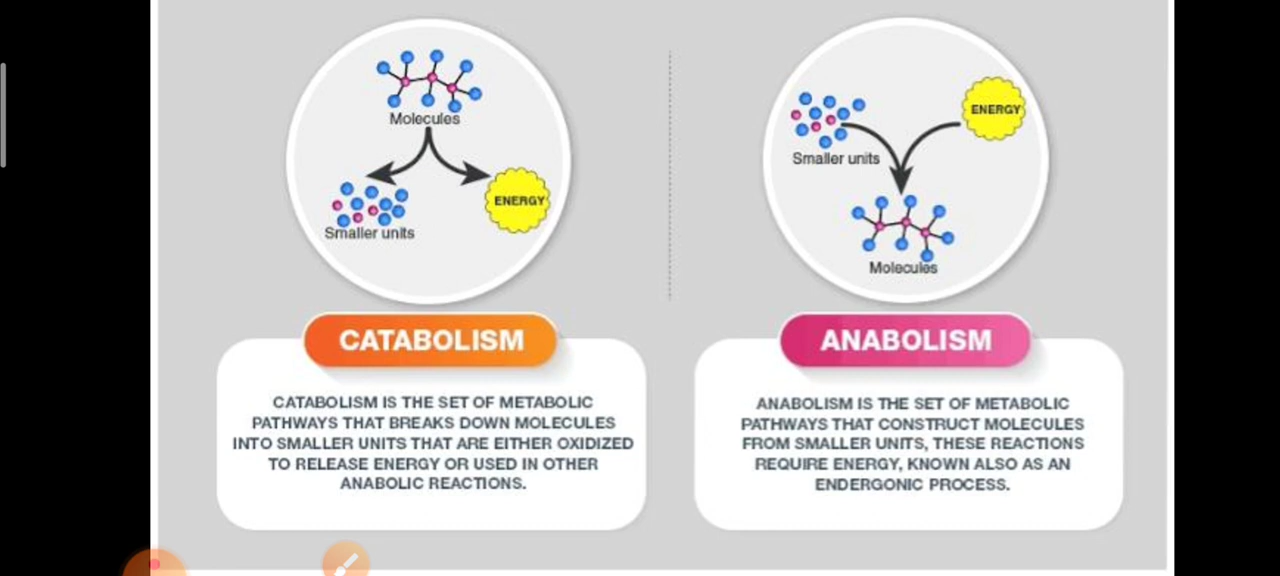 Molecules
ENERGY
Smaller units
CATABOLISM
CATABOLISM IS THE SET OF METABOLIC
PATHWAYS THAT BREAKS DOWN MOLECULES
INTO SMALLER UNITS THAT ARE EITHER OXIDIZED
TO RELEASE ENERGY OR USED IN OTHER
ANABOLIC REACTIONS.
ENERGY
Smaller units
Molecules
ANABOLISM
ANABOLISM IS THE SET OF METABOLIC
PATHWAYS THAT CONSTRUCT MOLECULES
FROM SMALLER UNITS, THESE REACTIONS
REQUIRE ENERGY, KNOWN ALSO AS AN
ENDERGONIC PROCESS.